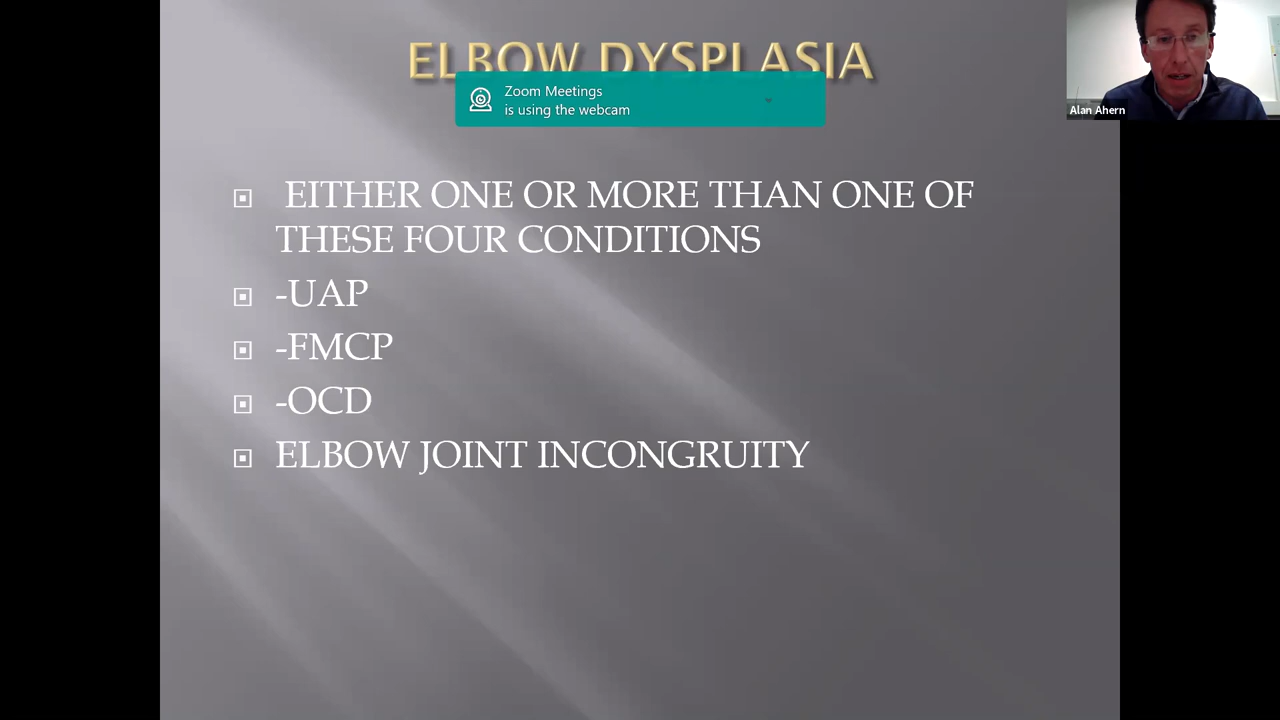 ELBOW DYSPLASIA
Zoom Meetings
is using the webcam
Alan Ahern
EITHER ONE OR MORE THAN ONE OF
THESE FOUR CONDITIONS
-UAP
-FMCP
-OCD
ELBOW JOINT INCONGRUITY